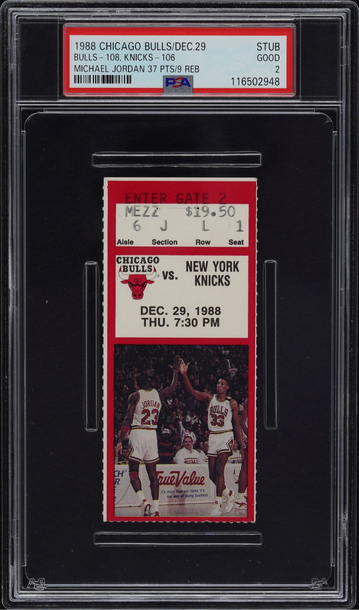 1988 CHICAGO BULLS/DEC.29 STUB
BULLS - 108, KNICKS - 106 GOOD
MICHAEL JORDAN 37 PTS/9 REB 2
PSA 116502948
ENTER GATE 2
MEZZ $19.50
6 J L 1
Aisle Section Row Seat
CHICAGO
BULLS
VS. NEW YORK
KNICKS
DEC. 29, 1988
THU. 7:30 PM
JORDAN
23
BULLS
33
TrueValue